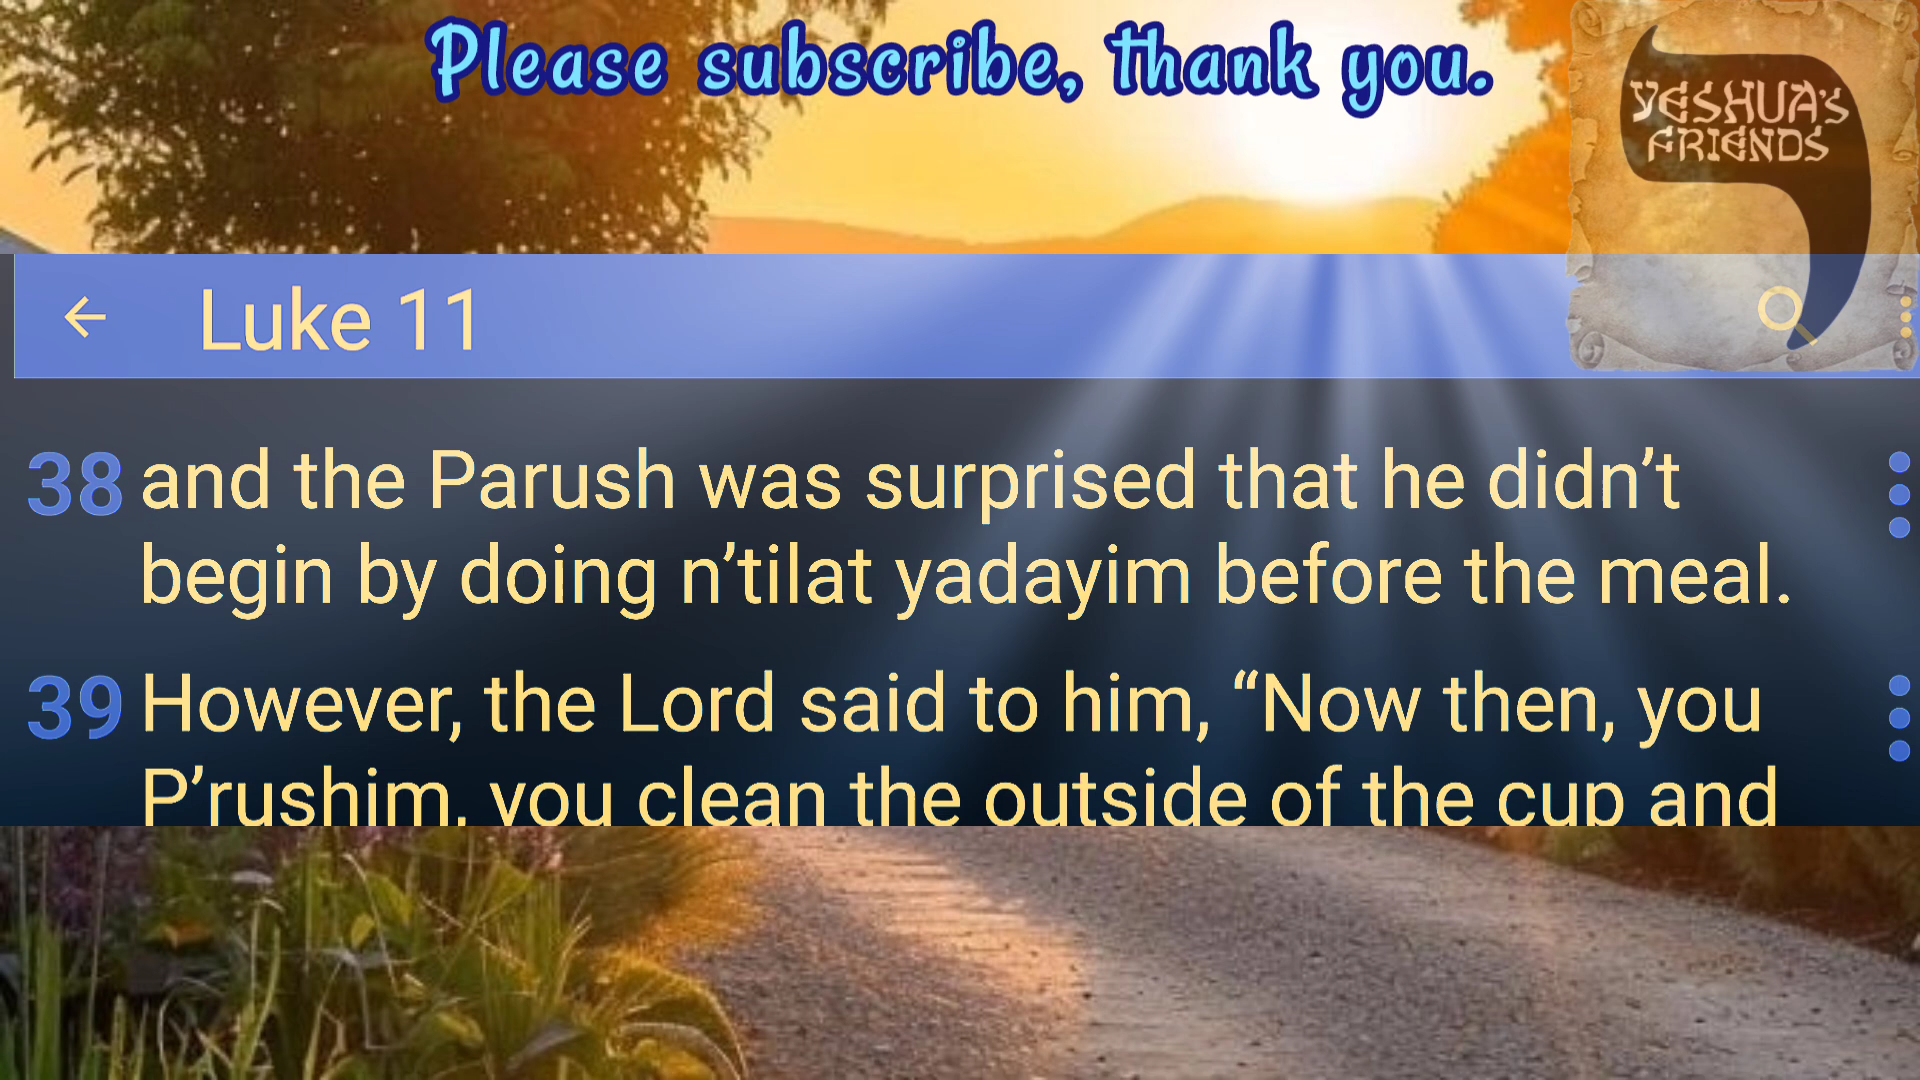 Please subscribe, thank you.
YESHUA's
FRIENDS
Luke 11
38 and the Parush was surprised that he didn’t
begin by doing n’tilat yadayim before the meal.
39 However, the Lord said to him, “Now then, you
P’rushim, you clean the outside of the cup and